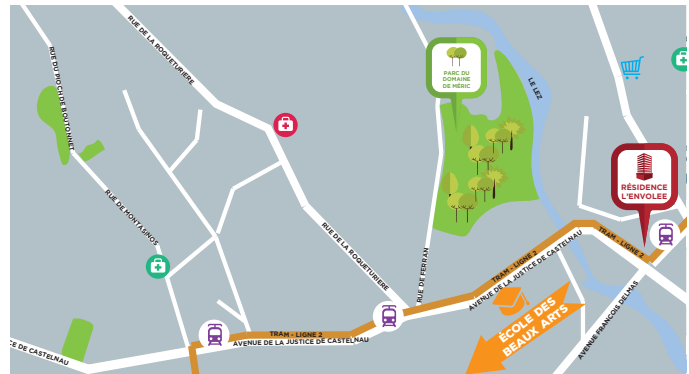 RUE DE LA ROQUETURIERE
RUE DU PIOCH DE BOUTONNET
PARC DU
DOMAINE
DE MÉRIC
LE LEZ
RÉSIDENCE
L'ENVOLEE
RUE DE MONTASINOS
RUE DE LA ROQUETURIERE
RUE DE FERRAN
TRAM - LIGNE 2
AVENUE DE LA JUSTICE DE CASTELNAU
TRAM - LIGNE 2
ÉCOLE DES
BEAUX ARTS
AVENUE FRANÇOIS DELMAS
TRAM - LIGNE 2
AVENUE DE LA JUSTICE DE CASTELNAU
CE DE CASTELNAU